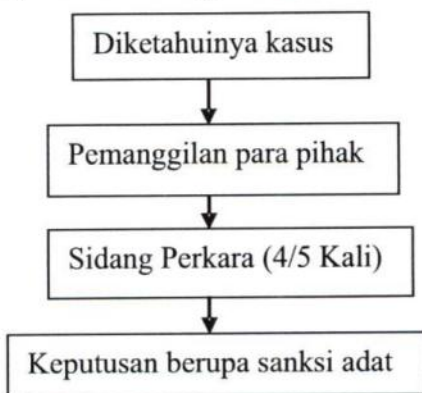 Diketahuinya kasus
Pemanggilan para pihak
Sidang Perkara (4/5 Kali)
Keputusan berupa sanksi adat